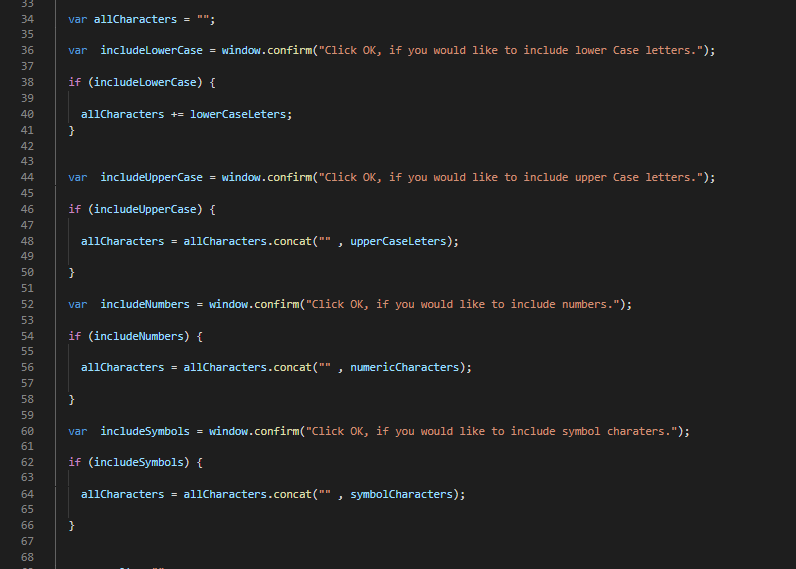 33
34 var allCharacters = "";
35
36 var  includeLowerCase = window.confirm("Click OK, if you would like to include lower Case letters.");
37
38 if (includeLowerCase) {
39
40 allCharacters += lowerCaseLeters;
41 }
42
43
44 var  includeUpperCase = window.confirm("Click OK, if you would like to include upper Case letters.");
45
46 if (includeUpperCase) {
47
48 allCharacters = allCharacters.concat("" , upperCaseLeters);
49
50 }
51
52 var  includeNumbers = window.confirm("Click OK, if you would like to include numbers.");
53
54 if (includeNumbers) {
55
56 allCharacters = allCharacters.concat("" , numericCharacters);
57
58 }
59
60 var  includeSymbols = window.confirm("Click OK, if you would like to include symbol charaters.");
61
62 if (includeSymbols) {
63
64 allCharacters = allCharacters.concat("" , symbolCharacters);
65
66 }
67
68